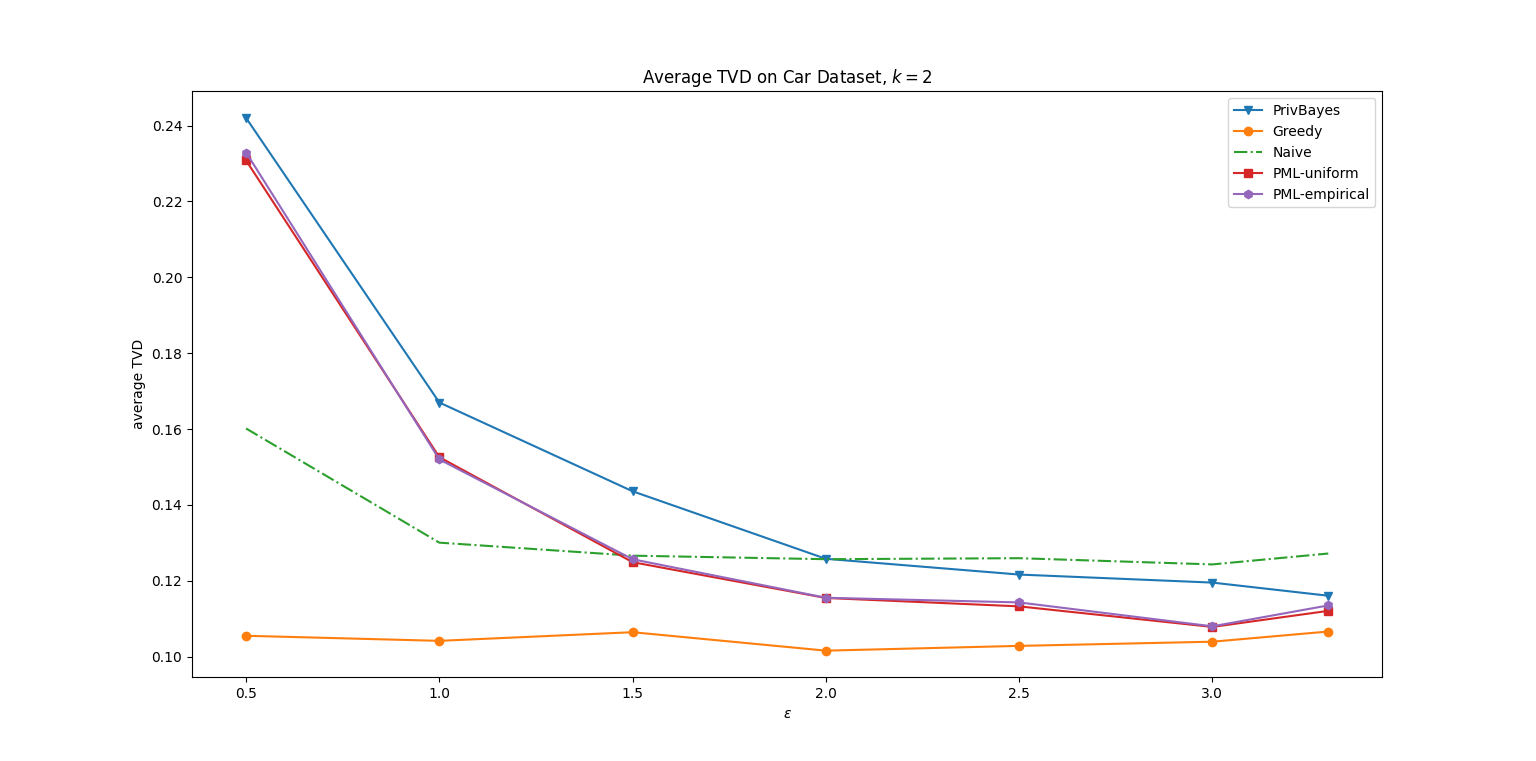 Average TVD on Car Dataset, k = 2
PrivBayes
Greedy
Naive
PML-uniform
PML-empirical
average TVD
0.24
0.22
0.20
0.18
0.16
0.14
0.12
0.10
0.5 1.0 1.5 2.0 2.5 3.0
ε